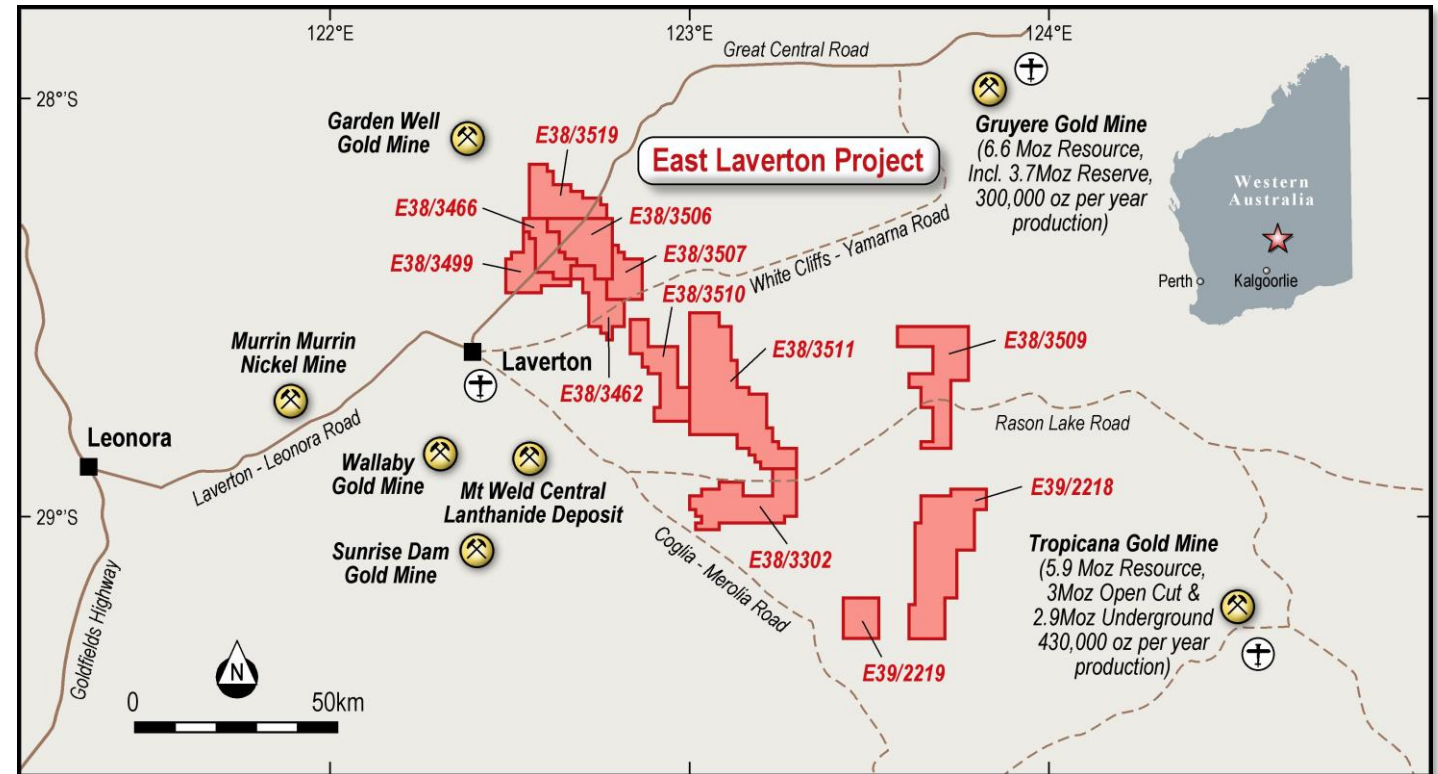 122°E
123°E
124°E
Great Central Road
28°'S
Garden Well
Gold Mine
E38/3519
East Laverton Project
Gruyere Gold Mine
(6.6 Moz Resource,
Incl. 3.7Moz Reserve,
300,000 oz per year
production)
Western
Australia
Perth
Kalgoorlie
E38/3466
E38/3506
E38/3499
E38/3507
White Cliffs - Yamarna Road
E38/3510
Murrin Murrin
Nickel Mine
Laverton
E38/3511
E38/3509
E38/3462
Leonora
Laverton - Leonora Road
Rason Lake Road
Wallaby
Gold Mine
Mt Weld Central
Lanthanide Deposit
E39/2218
29°S
Sunrise Dam
Gold Mine
Coglia - Merolia Road
E38/3302
Tropicana Gold Mine
(5.9 Moz Resource,
3Moz Open Cut &
2.9Moz Underground
430,000 oz per year
production)
Goldfields Highway
E39/2219
N
0
50km